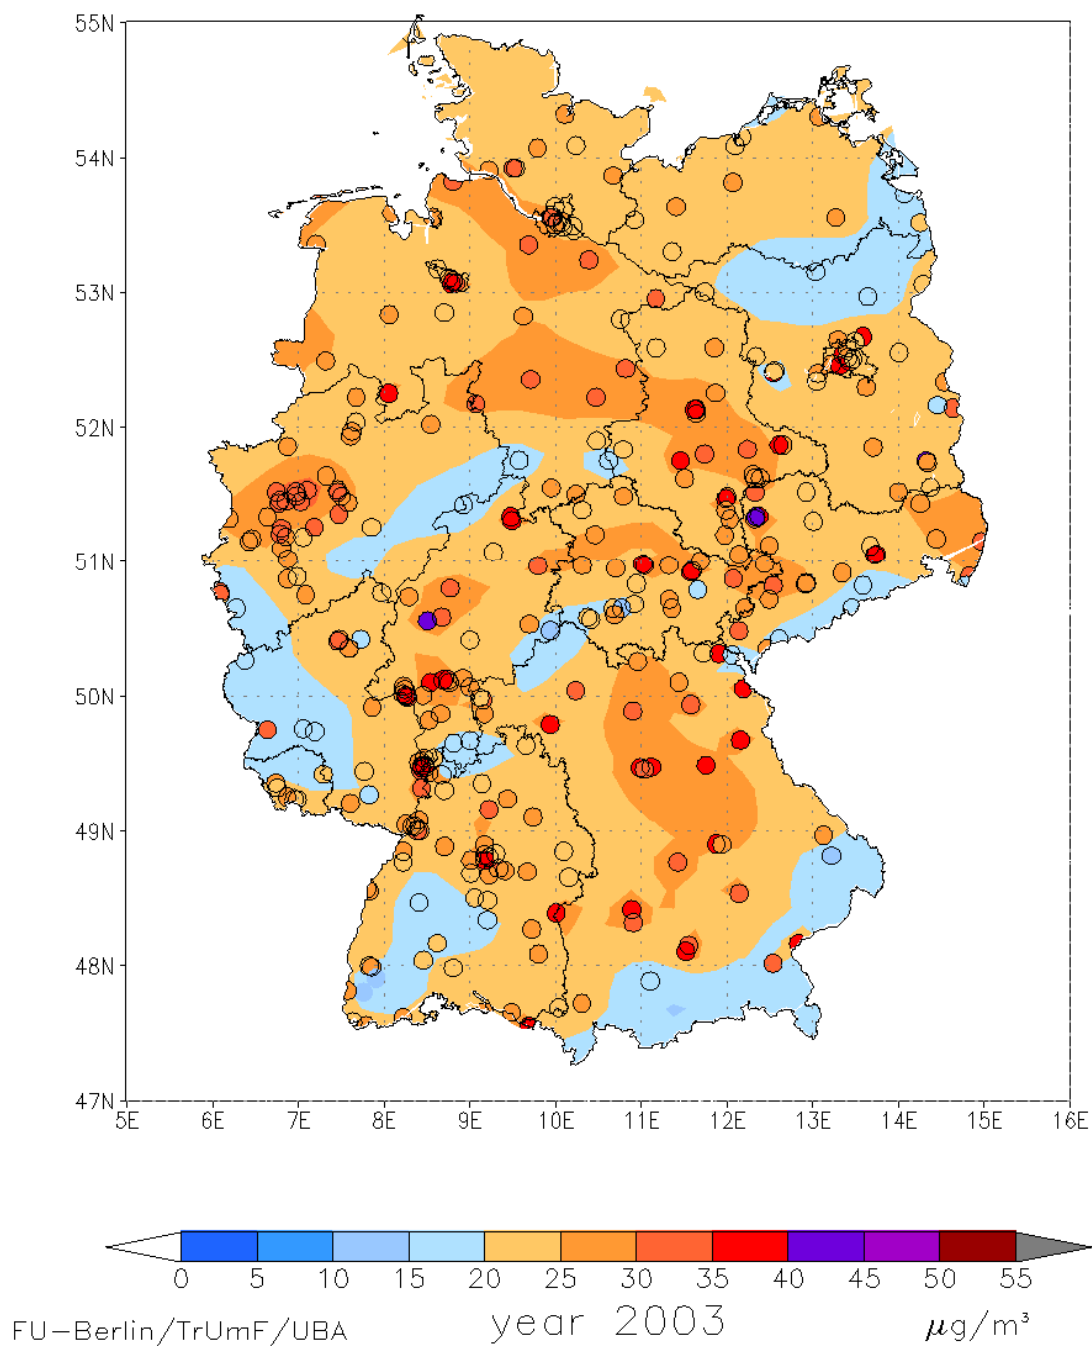 55N
54N
53N
52N
51N
50N
49N
48N
47N
5E 6E 7E 8E 9E 10E 11E 12E 13E 14E 15E 16E
0 5 10 15 20 25 30 35 40 45 50 55
FU-Berlin/TrUmF/UBA year 2003 μg/m³